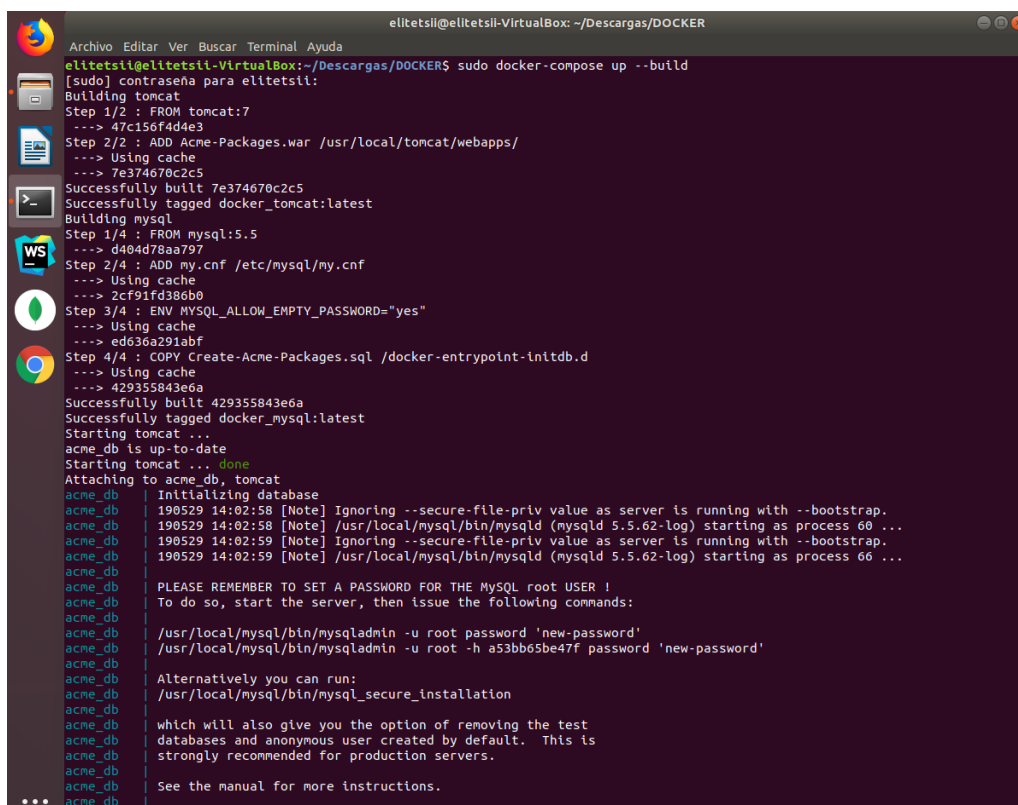 elitetsii@elitetsii-VirtualBox: ~/Descargas/DOCKER
Archivo Editar Ver Buscar Terminal Ayuda
elitetsii@elitetsii-VirtualBox:~/Descargas/DOCKER$ sudo docker-compose up --build
[sudo] contraseña para elitetsii:
Building tomcat
Step 1/2 : FROM tomcat:7
 ---> 47c156f4d4e3
Step 2/2 : ADD Acme-Packages.war /usr/local/tomcat/webapps/
 ---> Using cache
 ---> 7e374670c2c5
Successfully built 7e374670c2c5
Successfully tagged docker_tomcat:latest
Building mysql
Step 1/4 : FROM mysql:5.5
 ---> d404d78aa797
Step 2/4 : ADD my.cnf /etc/mysql/my.cnf
 ---> Using cache
 ---> 2cf91fd386b0
Step 3/4 : ENV MYSQL_ALLOW_EMPTY_PASSWORD="yes"
 ---> Using cache
 ---> ed636a291abf
Step 4/4 : COPY Create-Acme-Packages.sql /docker-entrypoint-initdb.d
 ---> Using cache
 ---> 429355843e6a
Successfully built 429355843e6a
Successfully tagged docker_mysql:latest
Starting tomcat ...
acme_db is up-to-date
Starting tomcat ... done
Attaching to acme_db, tomcat
acme_db | Initializing database
acme_db | 190529 14:02:58 [Note] Ignoring --secure-file-priv value as server is running with --bootstrap.
acme_db | 190529 14:02:58 [Note] /usr/local/mysql/bin/mysqld (mysqld 5.5.62-log) starting as process 60 ...
acme_db | 190529 14:02:59 [Note] Ignoring --secure-file-priv value as server is running with --bootstrap.
acme_db | 190529 14:02:59 [Note] /usr/local/mysql/bin/mysqld (mysqld 5.5.62-log) starting as process 66 ...
acme_db |
acme_db | PLEASE REMEMBER TO SET A PASSWORD FOR THE MySQL root USER !
acme_db | To do so, start the server, then issue the following commands:
acme_db |
acme_db | /usr/local/mysql/bin/mysqladmin -u root password 'new-password'
acme_db | /usr/local/mysql/bin/mysqladmin -u root -h a53bb65be47f password 'new-password'
acme_db |
acme_db | Alternatively you can run:
acme_db | /usr/local/mysql/bin/mysql_secure_installation
acme_db |
acme_db | which will also give you the option of removing the test
acme_db | databases and anonymous user created by default.  This is
acme_db | strongly recommended for production servers.
acme_db |
acme_db | See the manual for more instructions.
acme_db |
WS